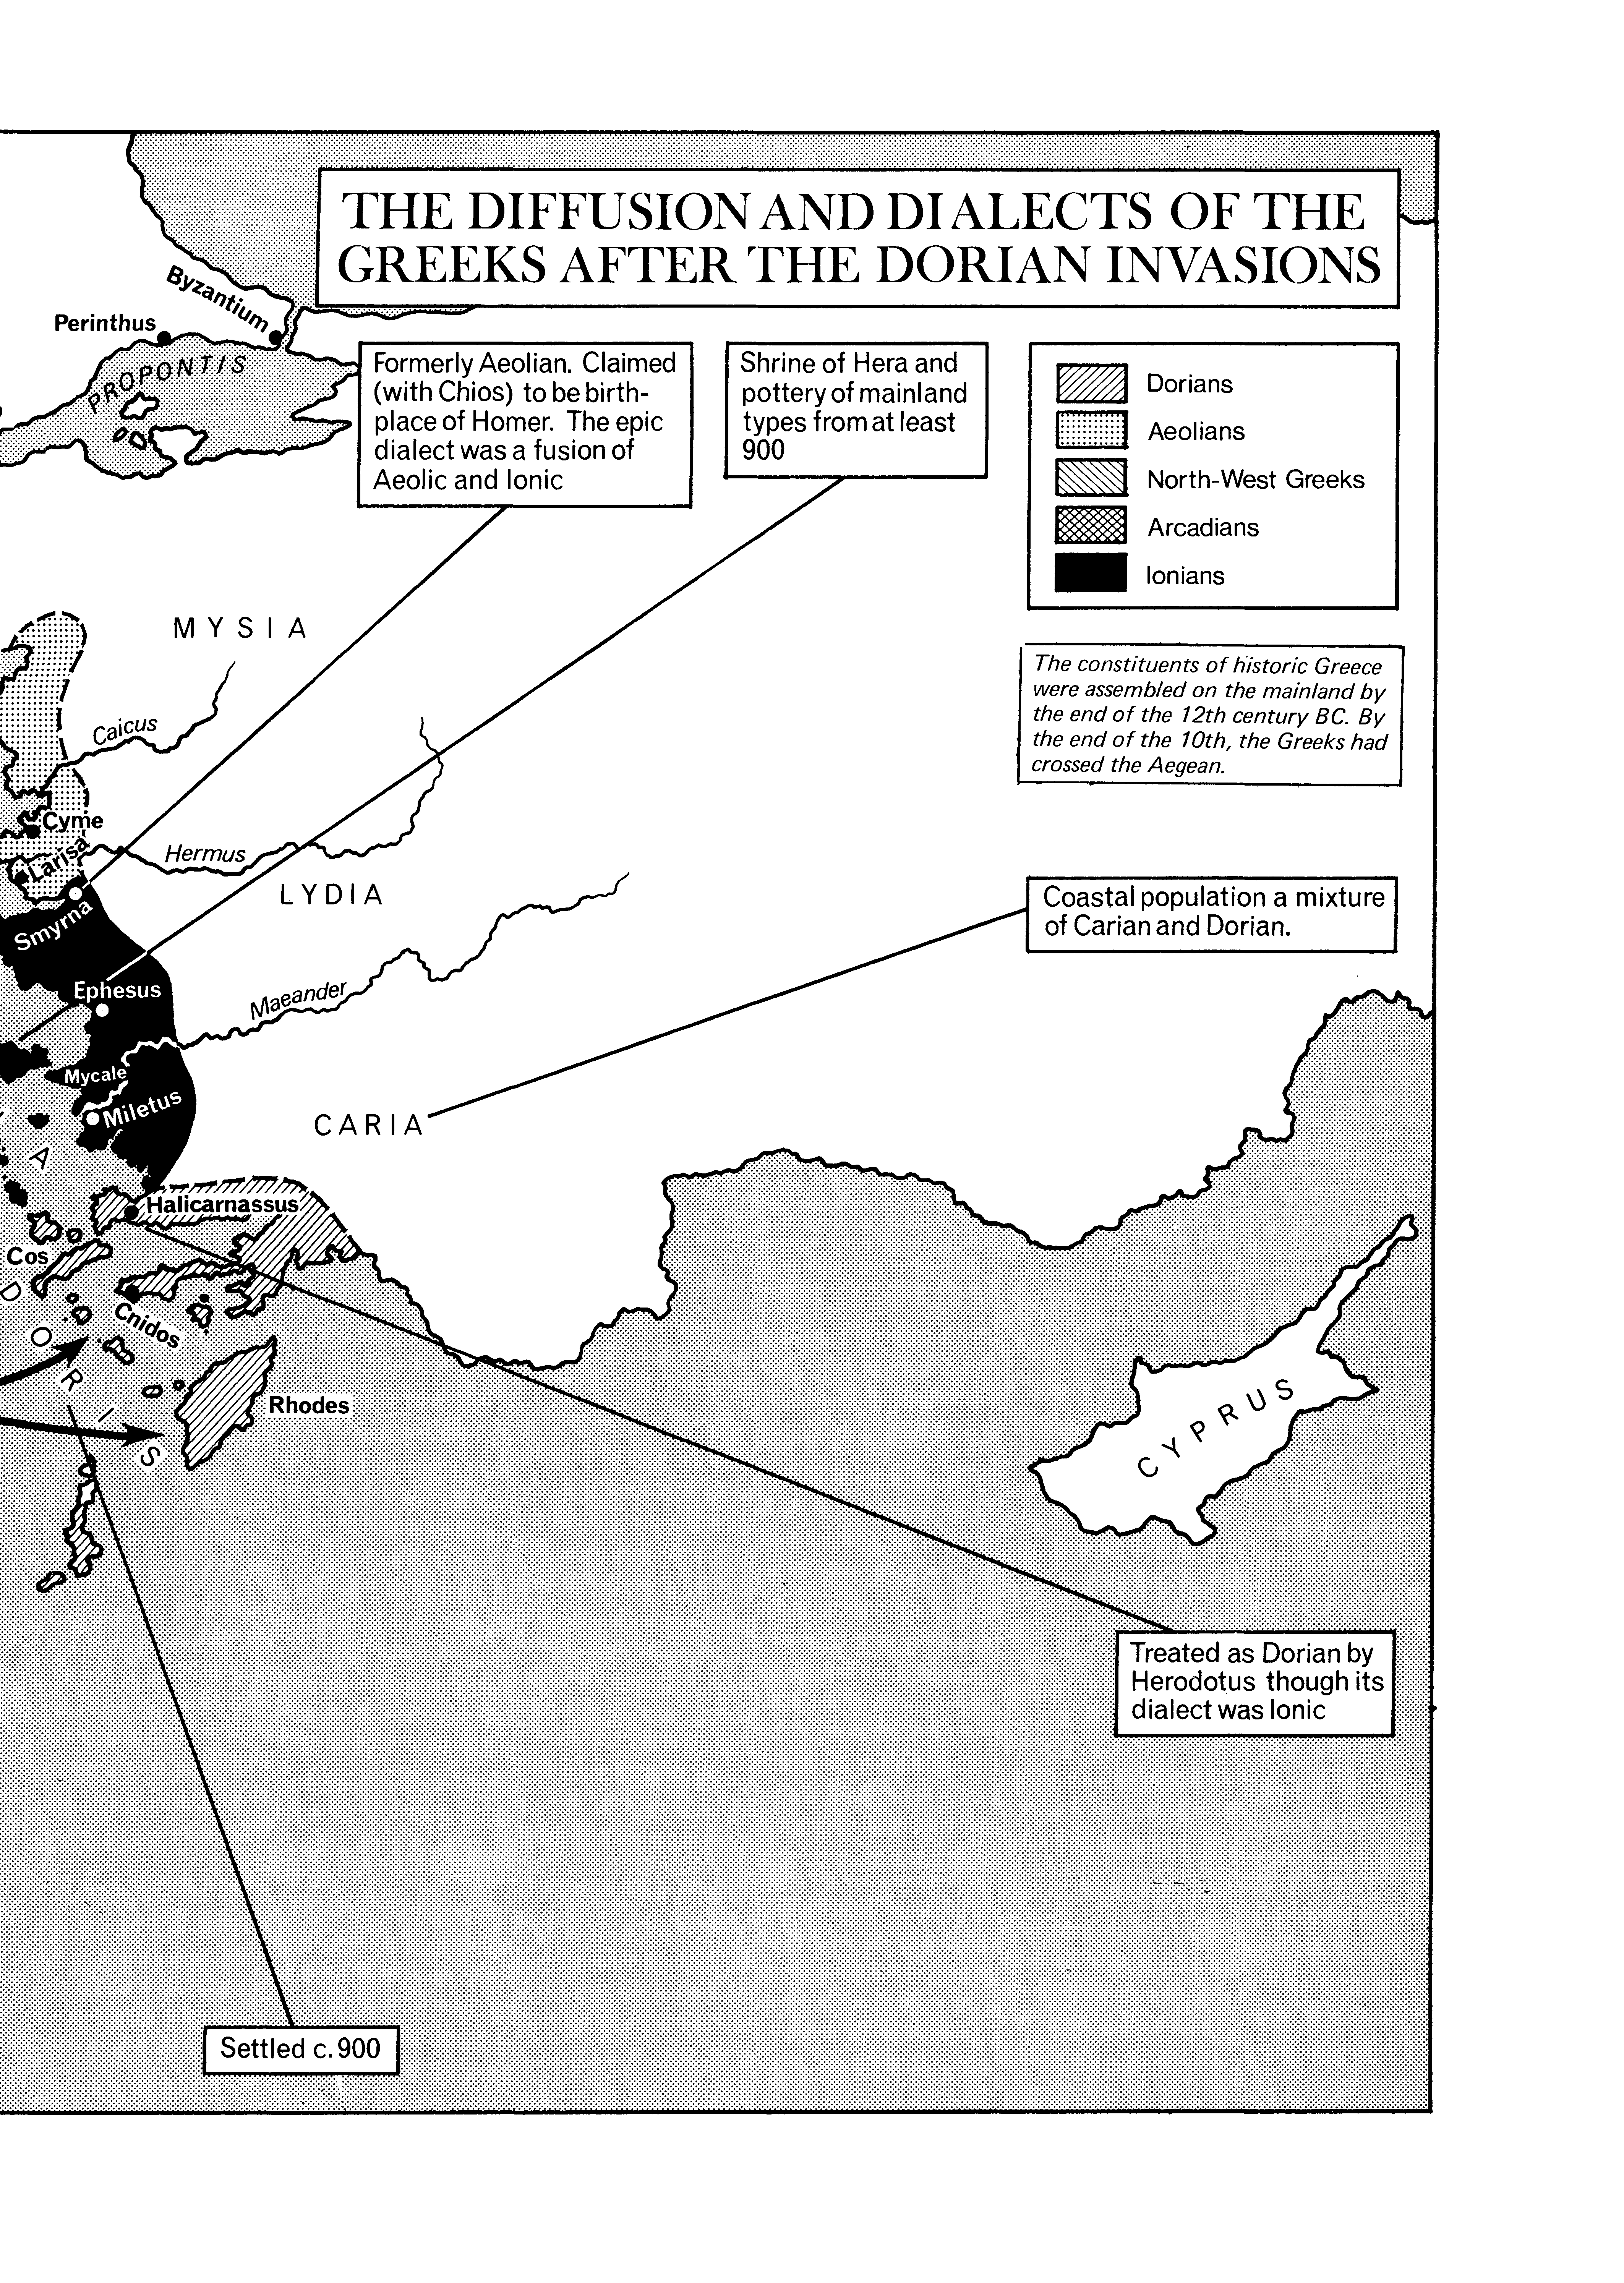 THE DIFFUSION AND DIALECTS OF THE
GREEKS AFTER THE DORIAN INVASIONS
Byzantium
Perinthus
PROPONTIS
Formerly Aeolian. Claimed
(with Chios) to be birth-
place of Homer. The epic
dialect was a fusion of
Aeolic and Ionic
Shrine of Hera and
pottery of mainland
types from at least
900
Dorians
Aeolians
North-West Greeks
Arcadians
Ionians
The constituents of historic Greece
were assembled on the mainland by
the end of the 12th century BC. By
the end of the 10th, the Greeks had
crossed the Aegean.
MYSIA
Caicus
Cyme
Larisa
Hermus
LYDIA
Smyrna
Coastal population a mixture
of Carian and Dorian.
Ephesus
Maeander
Mycale
Miletus
CARIA
A
Halicarnassus
Cos
Cnidos
DORIS
Rhodes
CYPRUS
Treated as Dorian by
Herodotus though its
dialect was Ionic
Settled c.900